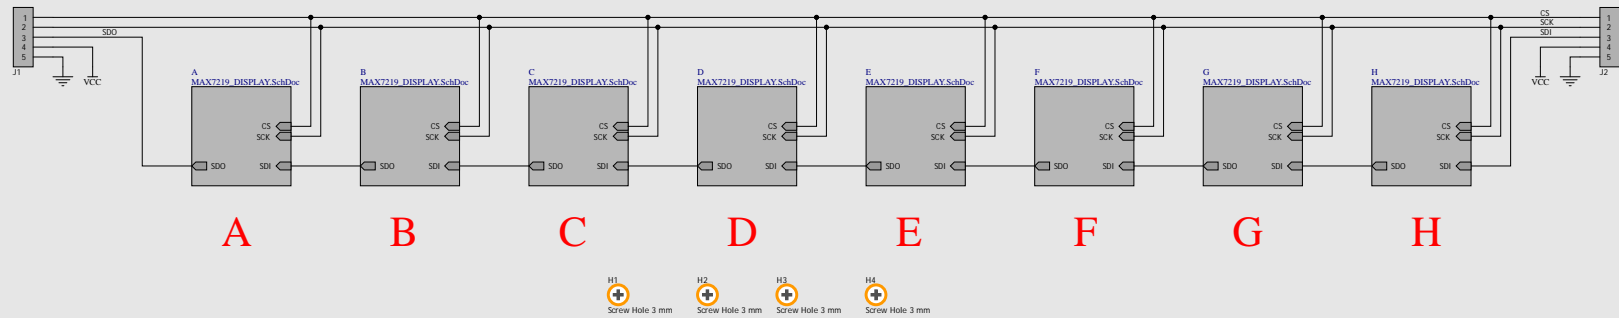 1
2
3
4
5
J1
SDO
VCC
CS
SCK
SDI
1
2
3
4
5
J2
VCC
A
MAX7219_DISPLAY.SchDoc
CS
SCK
SDO
SDI
B
MAX7219_DISPLAY.SchDoc
CS
SCK
SDO
SDI
C
MAX7219_DISPLAY.SchDoc
CS
SCK
SDO
SDI
D
MAX7219_DISPLAY.SchDoc
CS
SCK
SDO
SDI
E
MAX7219_DISPLAY.SchDoc
CS
SCK
SDO
SDI
F
MAX7219_DISPLAY.SchDoc
CS
SCK
SDO
SDI
G
MAX7219_DISPLAY.SchDoc
CS
SCK
SDO
SDI
H
MAX7219_DISPLAY.SchDoc
CS
SCK
SDO
SDI
A B C D E F G H
H1
Screw Hole 3 mm
H2
Screw Hole 3 mm
H3
Screw Hole 3 mm
H4
Screw Hole 3 mm